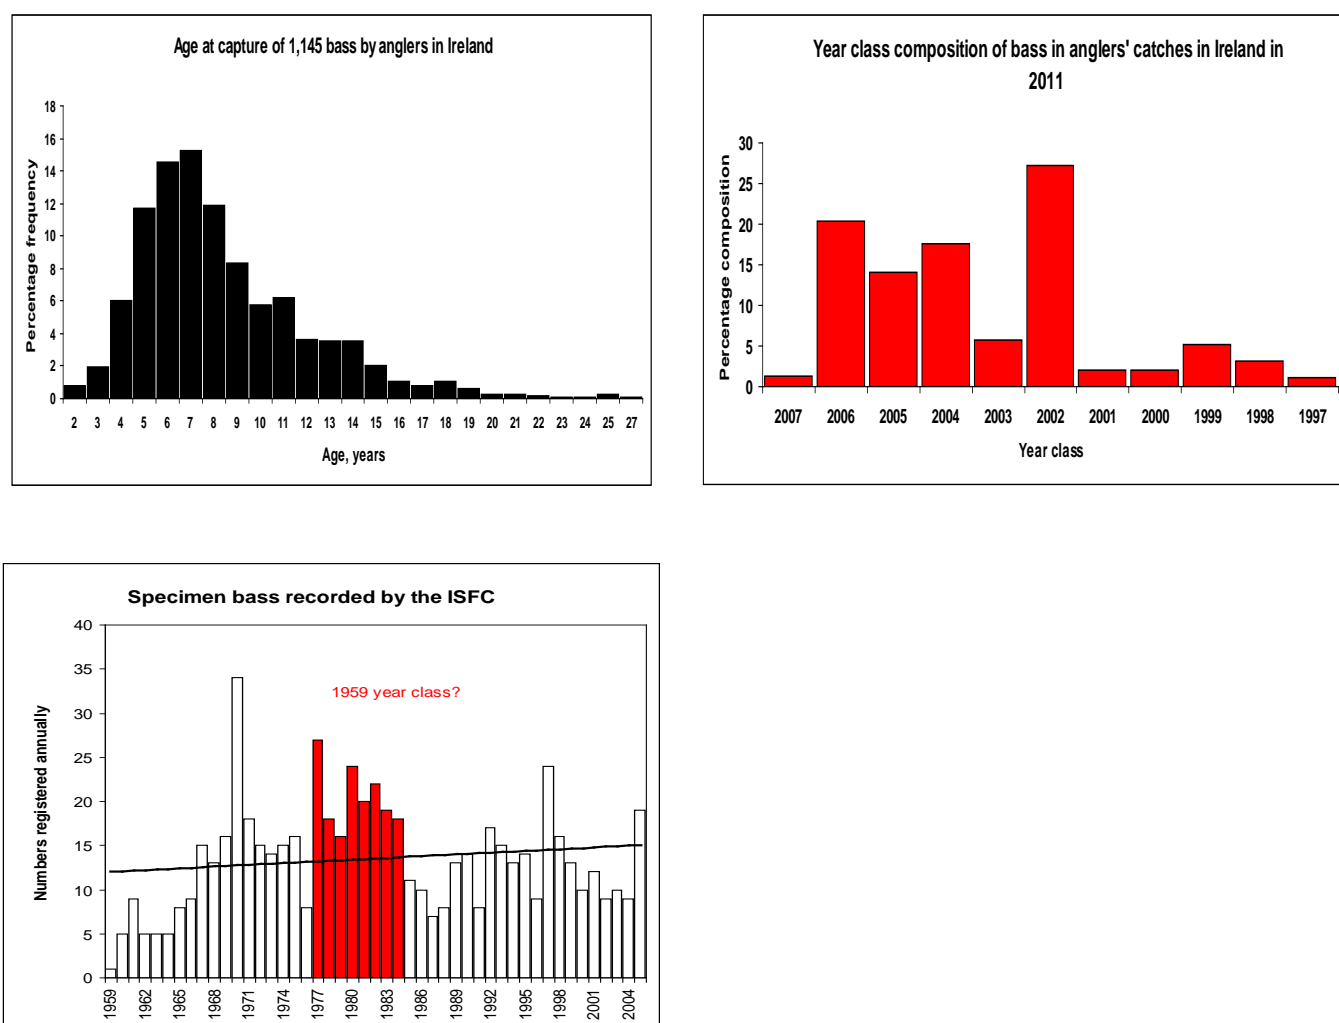 Age at capture of 1,145 bass by anglers in Ireland
18
16
14
12
10
8
6
4
2
0
Percentage frequency
2 3 4 5 6 7 8 9 10 11 12 13 14 15 16 17 18 19 20 21 22 23 24 25 27
Age, years
Year class composition of bass in anglers' catches in Ireland in
2011
30
25
20
15
10
5
0
Percentage composition
2007 2006 2005 2004 2003 2002 2001 2000 1999 1998 1997
Year class
Specimen bass recorded by the ISFC
40
35
30
25
20
15
10
5
0
Numbers registered annually
1959 year class?
1959 1962 1965 1968 1971 1974 1977 1980 1983 1986 1989 1992 1995 1998 2001 2004